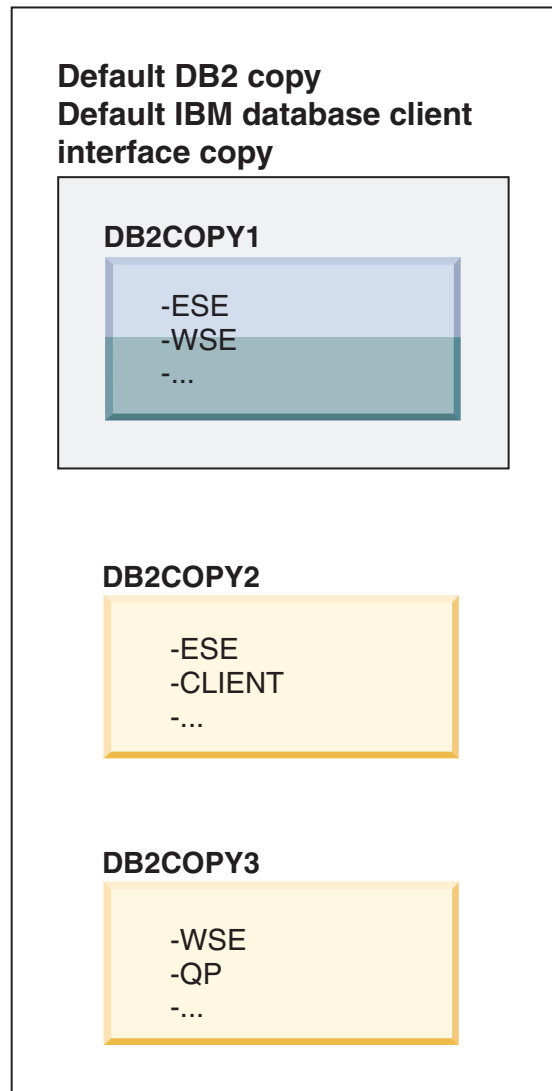 Default DB2 copy
Default IBM database client
interface copy
DB2COPY1
-ESE
-WSE
-...
DB2COPY2
-ESE
-CLIENT
-...
DB2COPY3
-WSE
-QP
-...